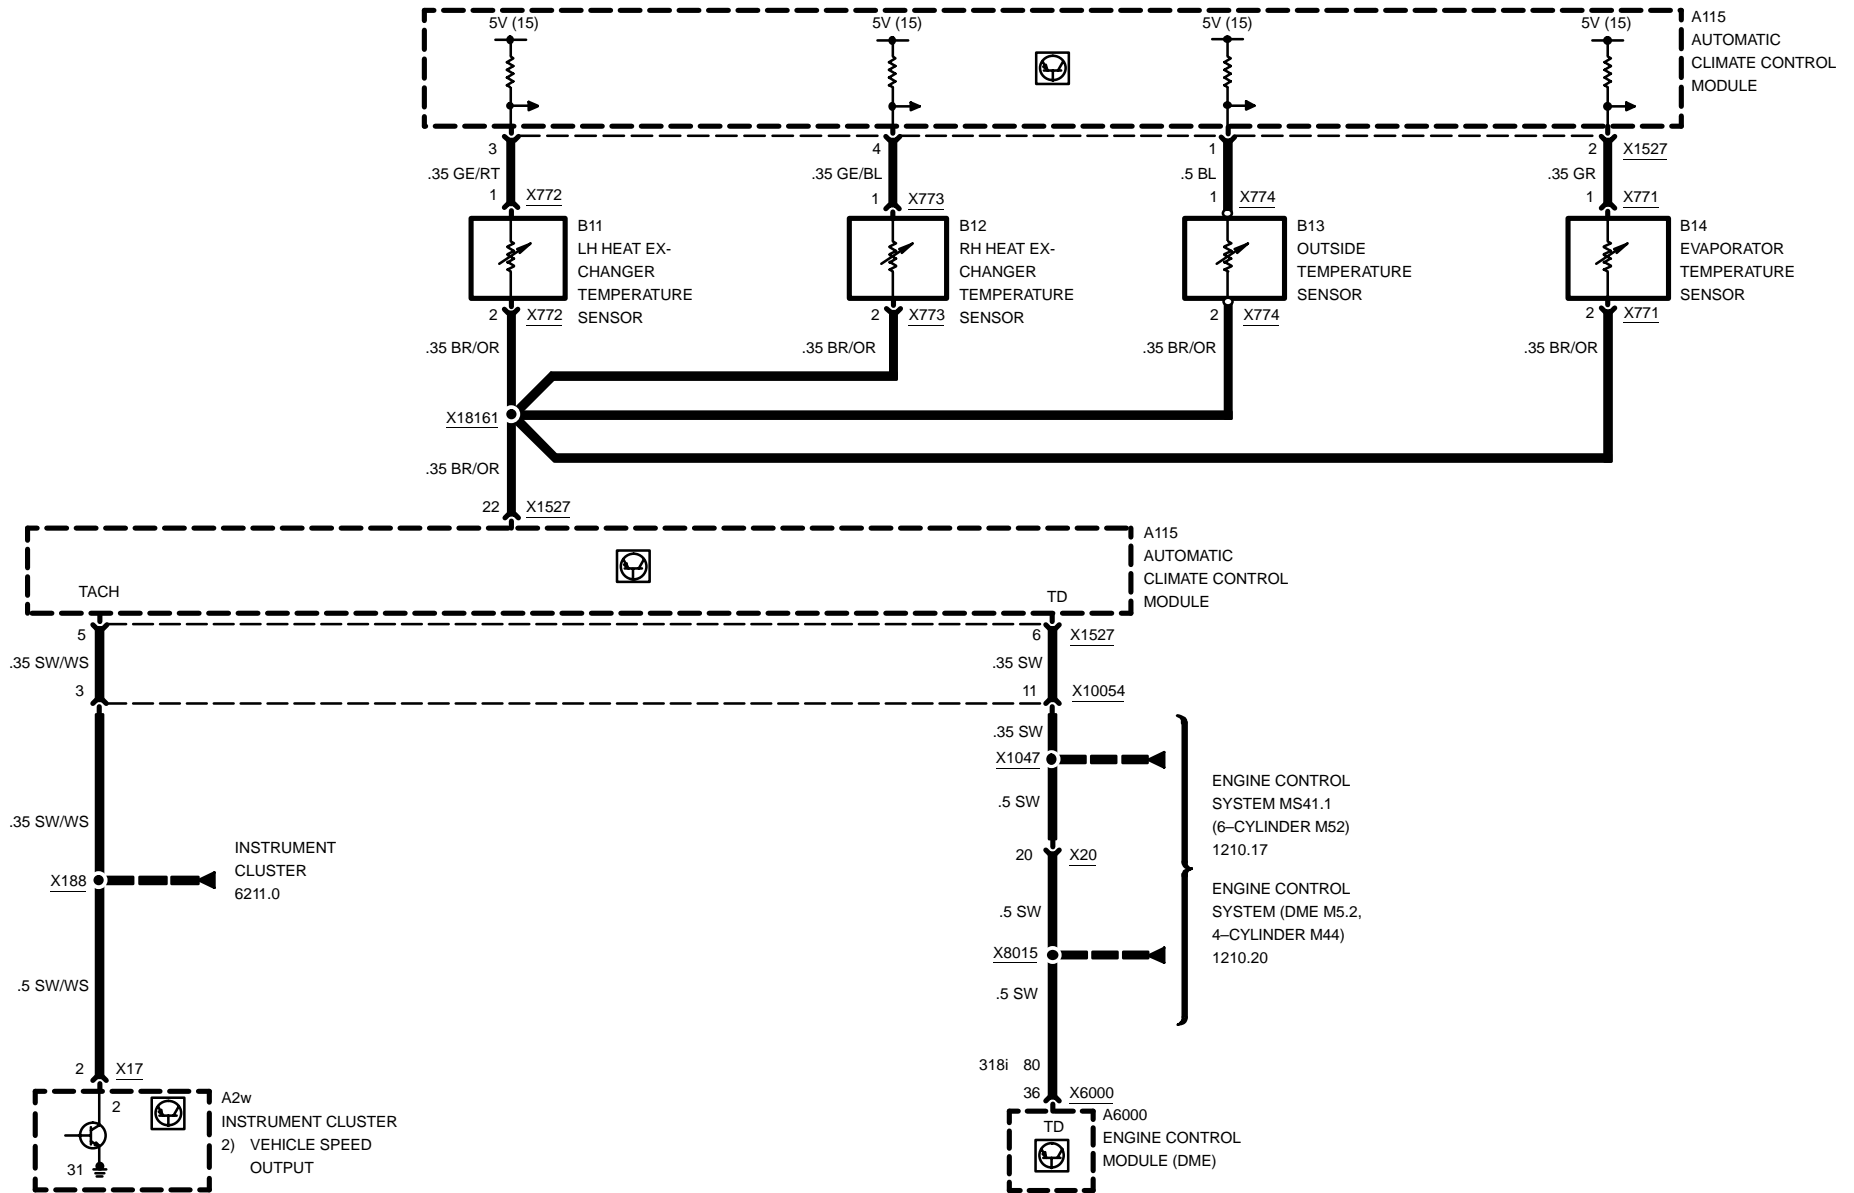 5V (15)
5V (15)
5V (15)
5V (15)
A115
AUTOMATIC
CLIMATE CONTROL
MODULE
3
4
1
2
X1527
.35 GE/RT
.35 GE/BL
.5 BL
.35 GR
1
X772
1
X773
1
X774
1
X771
B11
LH HEAT EX-
CHANGER
TEMPERATURE
SENSOR
B12
RH HEAT EX-
CHANGER
TEMPERATURE
SENSOR
B13
OUTSIDE
TEMPERATURE
SENSOR
B14
EVAPORATOR
TEMPERATURE
SENSOR
2
X772
2
X773
2
X774
2
X771
.35 BR/OR
.35 BR/OR
.35 BR/OR
.35 BR/OR
X18161
.35 BR/OR
22
X1527
A115
AUTOMATIC
CLIMATE CONTROL
MODULE
TACH
TD
5
6
X1527
.35 SW/WS
.35 SW
3
11
X10054
.35 SW
X1047
.5 SW
.35 SW/WS
20
X20
INSTRUMENT
CLUSTER
6211.0
X188
.5 SW
X8015
.5 SW/WS
.5 SW
ENGINE CONTROL
SYSTEM MS41.1
(6–CYLINDER M52)
1210.17
ENGINE CONTROL
SYSTEM (DME M5.2,
4–CYLINDER M44)
1210.20
2
X17
318i 80
36
X6000
2
31
A2w
INSTRUMENT CLUSTER
2) VEHICLE SPEED
OUTPUT
TD
A6000
ENGINE CONTROL
MODULE (DME)